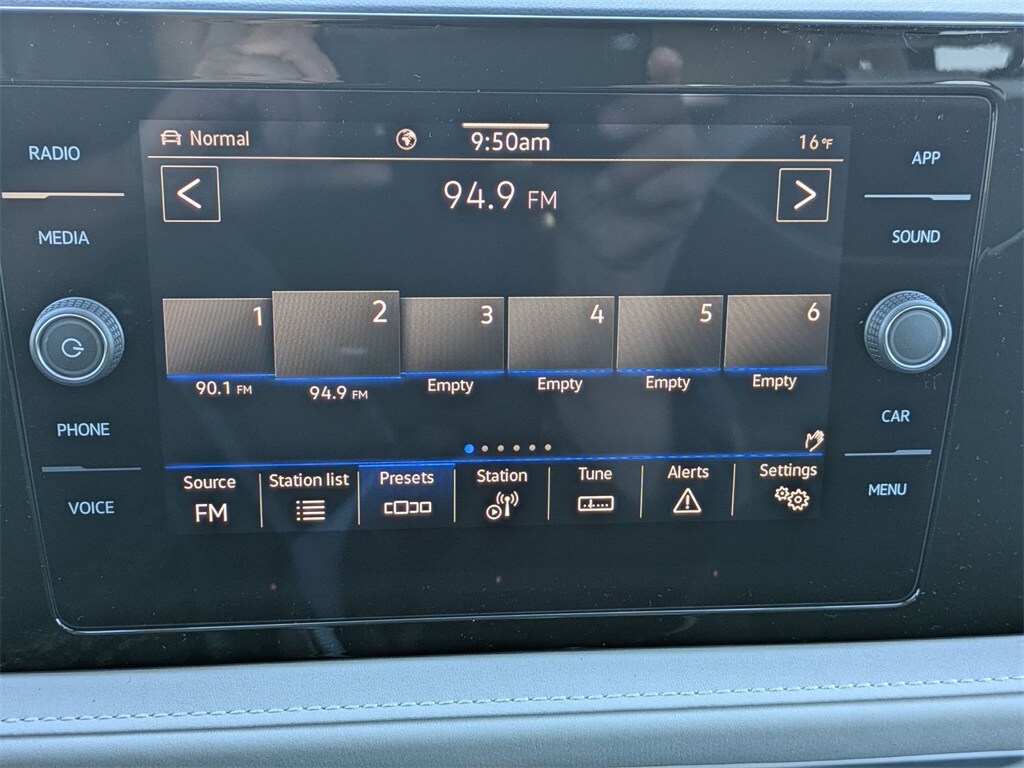 Normal
9:50am
16°F
RADIO
APP
94.9 FM
MEDIA
SOUND
1
2
3
4
5
6
90.1 FM
94.9 FM
Empty
Empty
Empty
Empty
PHONE
CAR
Source
FM
Station list
Presets
Station
Tune
Alerts
Settings
VOICE
MENU